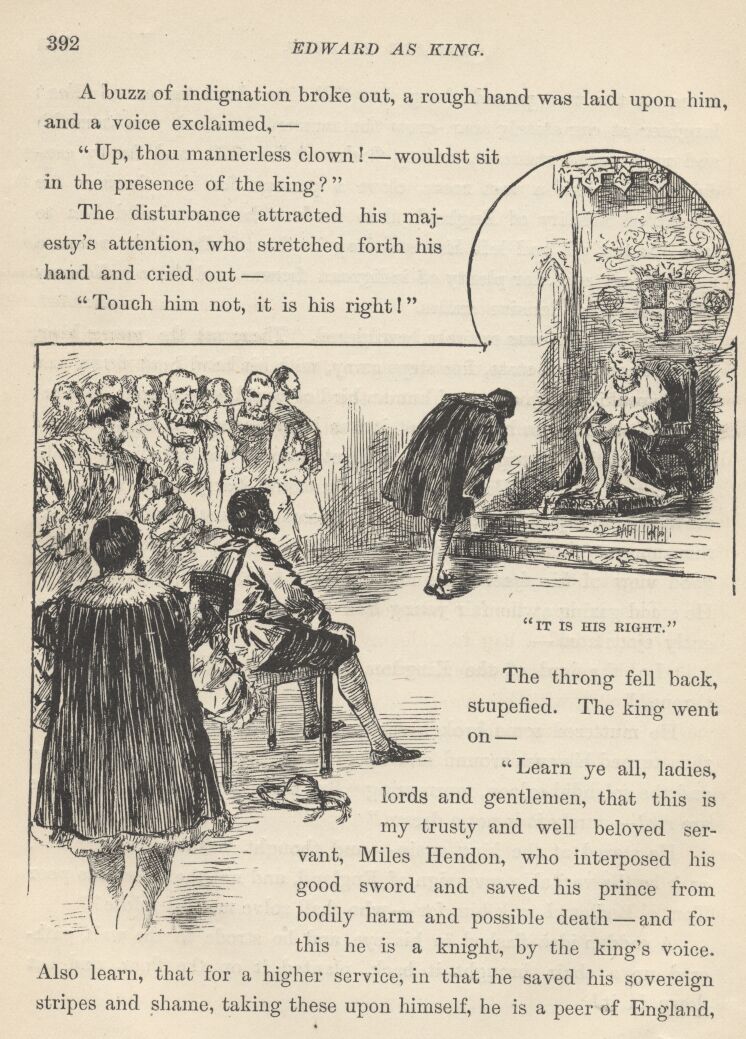 392
EDWARD AS KING.
A buzz of indignation broke out, a rough hand was laid upon him,
and a voice exclaimed, —
“Up, thou mannerless clown! — wouldst sit
in the presence of the king?”
The disturbance attracted his maj-
esty’s attention, who stretched forth his
hand and cried out —
“Touch him not, it is his right!”
“IT IS HIS RIGHT.”
The throng fell back,
stupefied. The king went
on —
“Learn ye all, ladies,
lords and gentlemen, that this is
my trusty and well beloved ser-
vant, Miles Hendon, who interposed his
good sword and saved his prince from
bodily harm and possible death — and for
this he is a knight, by the king’s voice.
Also learn, that for a higher service, in that he saved his sovereign
stripes and shame, taking these upon himself, he is a peer of England,